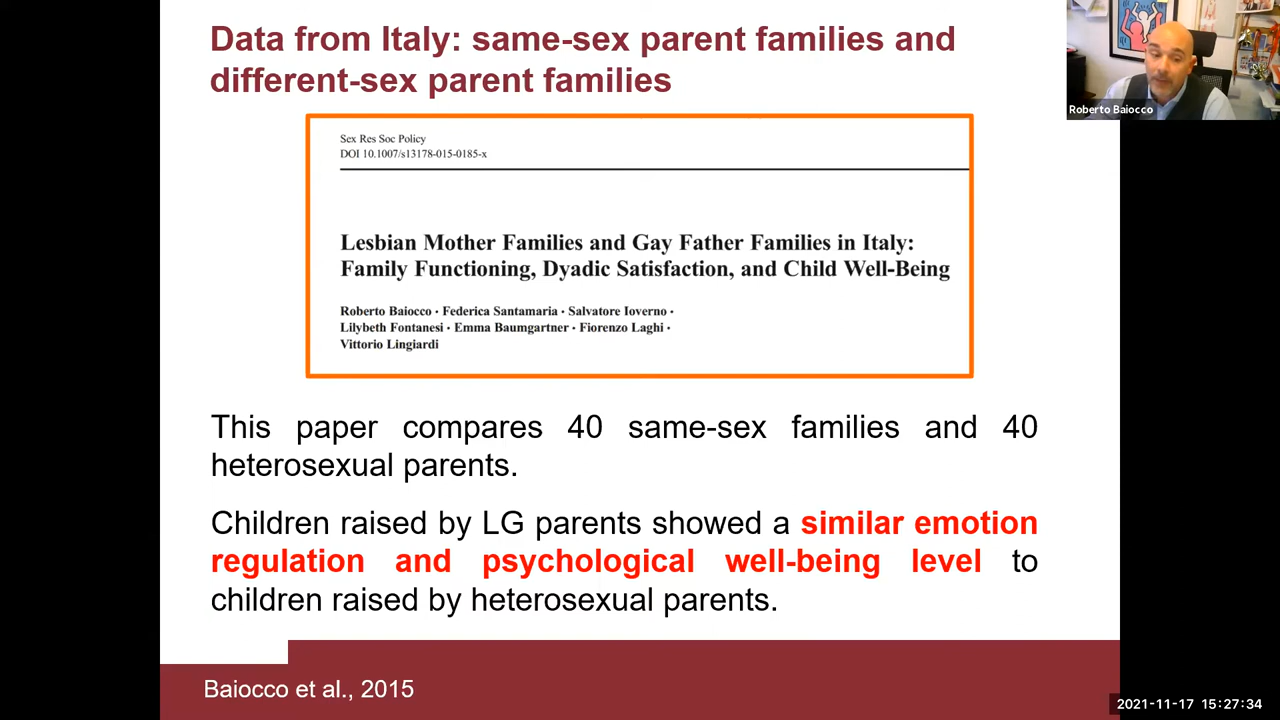 Data from Italy: same-sex parent families and
different-sex parent families
Roberto Baiocco
Sex Res Soc Policy
DOI 10.1007/s13178-015-0185-x
Lesbian Mother Families and Gay Father Families in Italy:
Family Functioning, Dyadic Satisfaction, and Child Well-Being
Roberto Baiocco · Federica Santamaria · Salvatore Ioverno ·
Lilybeth Fontanesi · Emma Baumgartner · Fiorenzo Laghi ·
Vittorio Lingiardi
This paper compares 40 same-sex families and 40
heterosexual parents.
Children raised by LG parents showed a similar emotion
regulation and psychological well-being level to
children raised by heterosexual parents.
Baiocco et al., 2015
2021-11-17 15:27:34